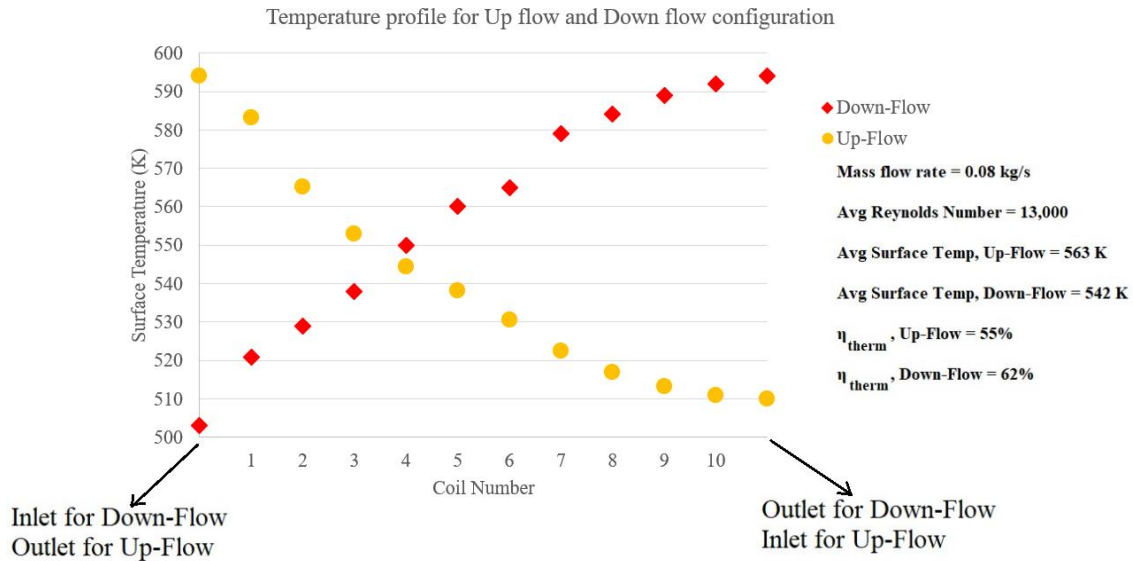 Temperature profile for Up flow and Down flow configuration
600
590
580
570
560
550
540
530
520
510
500
Surface Temperature (K)
1 2 3 4 5 6 7 8 9 10
Coil Number
Down-Flow
Up-Flow
Mass flow rate = 0.08 kg/s
Avg Reynolds Number = 13,000
Avg Surface Temp, Up-Flow = 563 K
Avg Surface Temp, Down-Flow = 542 K
η_therm, Up-Flow = 55%
η_therm, Down-Flow = 62%
Inlet for Down-Flow
Outlet for Up-Flow
Outlet for Down-Flow
Inlet for Up-Flow